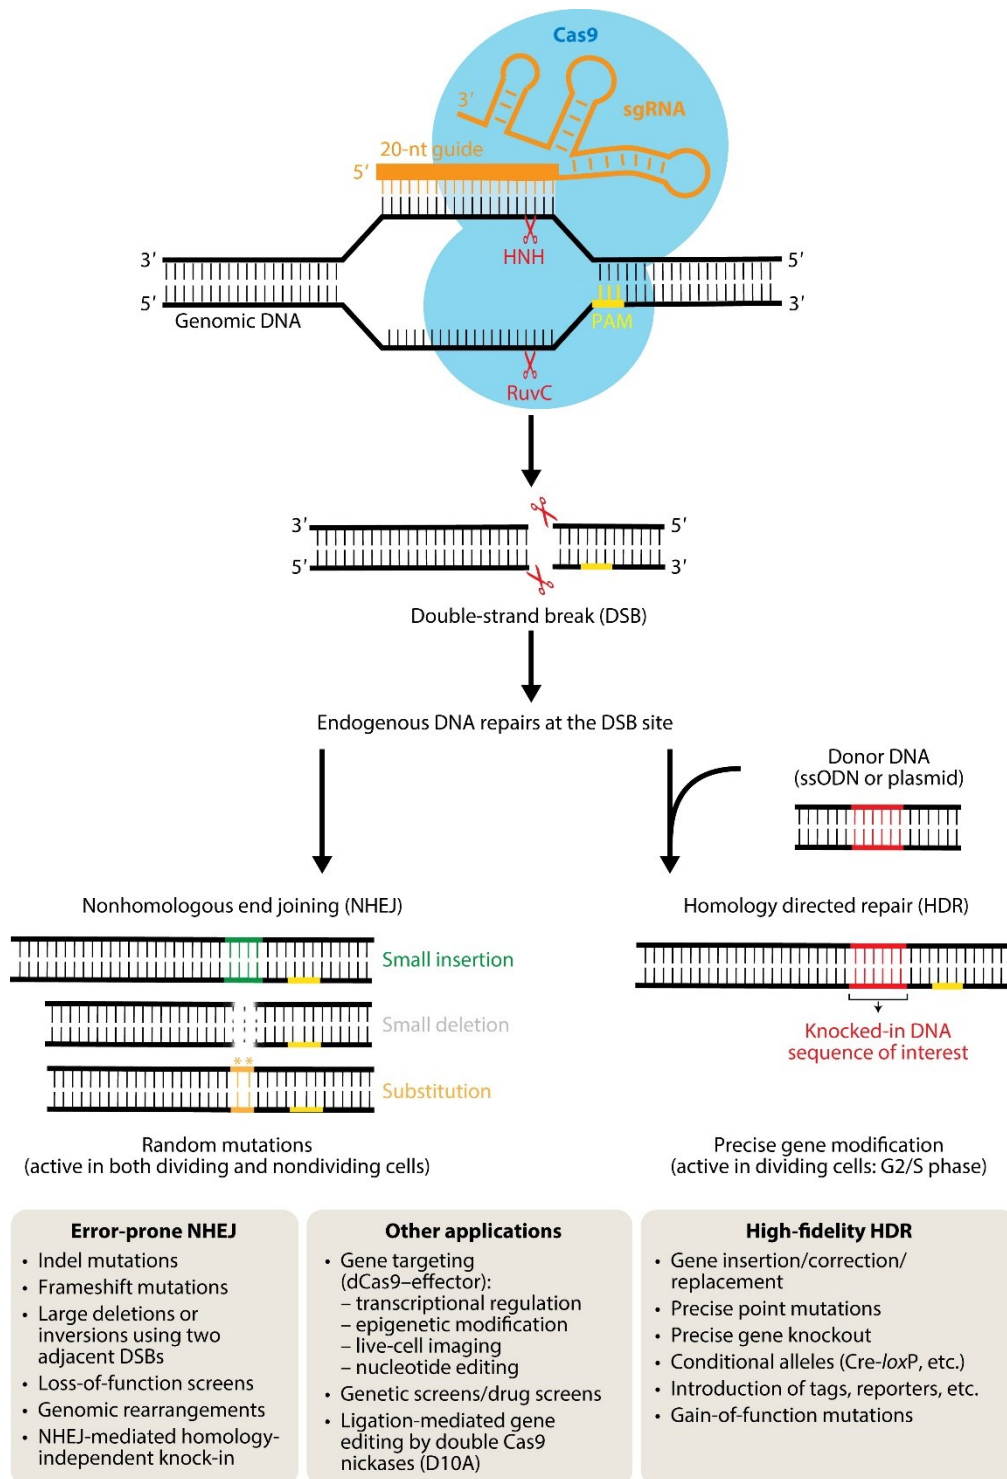 Cas9
3′
sgRNA
20-nt guide
5′
HNH
3′
5′
5′
3′
Genomic DNA
PAM
RuvC
3′
5′
5′
3′
Double-strand break (DSB)
Endogenous DNA repairs at the DSB site
Donor DNA
(ssODN or plasmid)
Nonhomologous end joining (NHEJ)
Small insertion
Small deletion
**
Substitution
Random mutations
(active in both dividing and nondividing cells)
Homology directed repair (HDR)
Knocked-in DNA
sequence of interest
Precise gene modification
(active in dividing cells: G2/S phase)
Error-prone NHEJ
• Indel mutations
• Frameshift mutations
• Large deletions or
inversions using two
adjacent DSBs
• Loss-of-function screens
• Genomic rearrangements
• NHEJ-mediated homology-
independent knock-in
Other applications
• Gene targeting
(dCas9–effector):
– transcriptional regulation
– epigenetic modification
– live-cell imaging
– nucleotide editing
• Genetic screens/drug screens
• Ligation-mediated gene
editing by double Cas9
nickases (D10A)
High-fidelity HDR
• Gene insertion/correction/
replacement
• Precise point mutations
• Precise gene knockout
• Conditional alleles (Cre-loxP, etc.)
• Introduction of tags, reporters, etc.
• Gain-of-function mutations